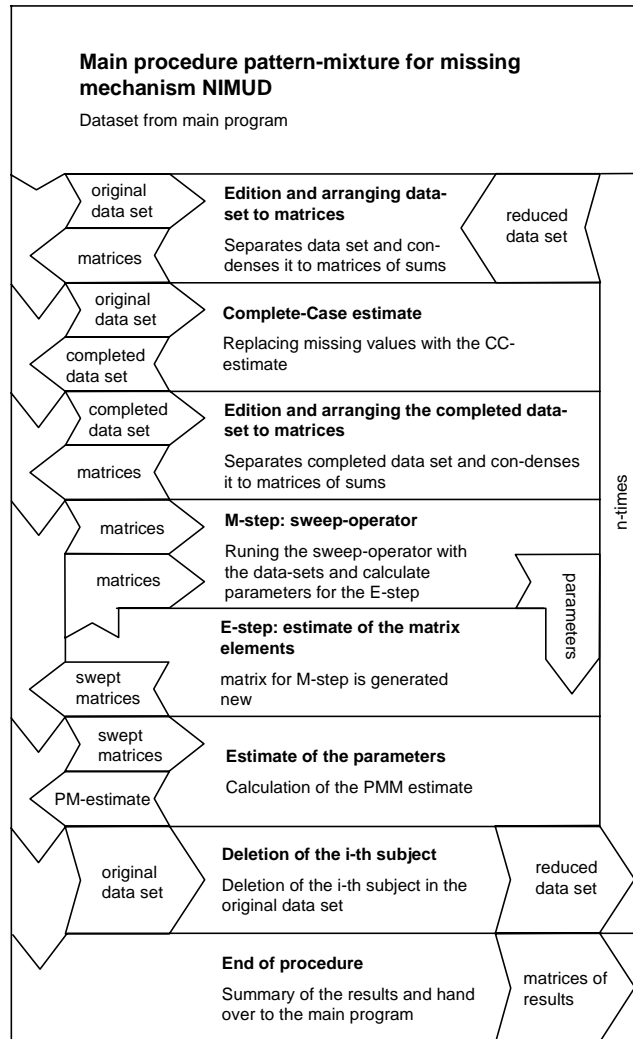 Main procedure pattern-mixture for missing
mechanism NIMUD
Dataset from main program
original
data set
matrices
Edition and arranging data-
set to matrices
Separates data set and con-
denses it to matrices of sums
reduced
data set
original
data set
completed
data set
Complete-Case estimate
Replacing missing values with the CC-
estimate
completed
data set
matrices
Edition and arranging the completed data-
set to matrices
Separates completed data set and con-denses
it to matrices of sums
n-times
matrices
matrices
M-step: sweep-operator
Runing the sweep-operator with
the data-sets and calculate
parameters for the E-step
parameters
swept
matrices
E-step: estimate of the matrix
elements
matrix for M-step is generated
new
swept
matrices
PM-estimate
Estimate of the parameters
Calculation of the PMM estimate
original
data set
Deletion of the i-th subject
Deletion of the i-th subject in the
original data set
reduced
data set
End of procedure
Summary of the results and hand
over to the main program
matrices of
results